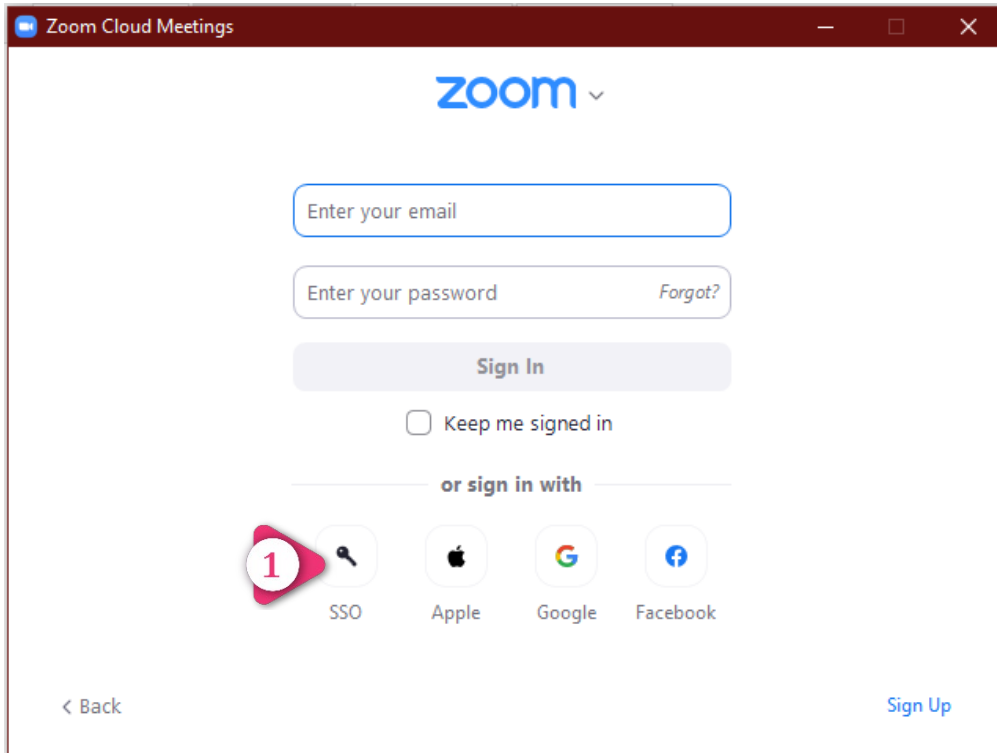 Zoom Cloud Meetings
zoom
Enter your email
Enter your password Forgot?
Sign In
Keep me signed in
or sign in with
1
SSO Apple Google Facebook
< Back Sign Up